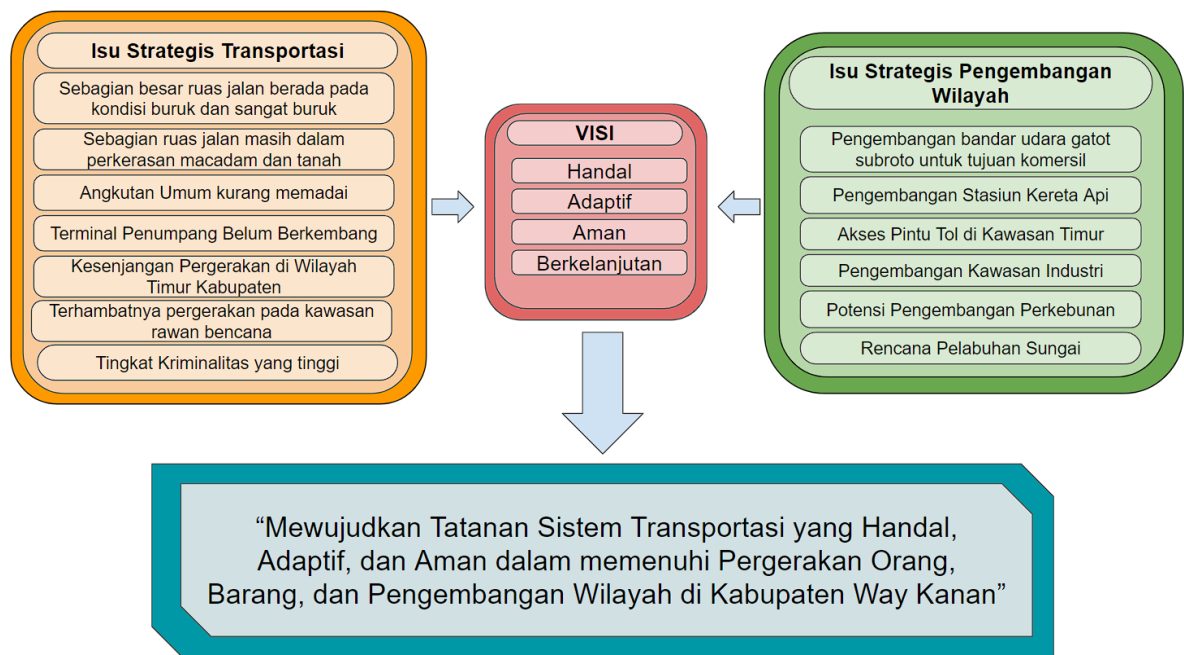 Isu Strategis Transportasi
Sebagian besar ruas jalan berada pada
kondisi buruk dan sangat buruk
Sebagian ruas jalan masih dalam
perkerasan macadam dan tanah
Angkutan Umum kurang memadai
Terminal Penumpang Belum Berkembang
Kesenjangan Pergerakan di Wilayah
Timur Kabupaten
Terhambatnya pergerakan pada kawasan
rawan bencana
Tingkat Kriminalitas yang tinggi
VISI
Handal
Adaptif
Aman
Berkelanjutan
Isu Strategis Pengembangan
Wilayah
Pengembangan bandar udara gatot
subroto untuk tujuan komersil
Pengembangan Stasiun Kereta Api
Akses Pintu Tol di Kawasan Timur
Pengembangan Kawasan Industri
Potensi Pengembangan Perkebunan
Rencana Pelabuhan Sungai
“Mewujudkan Tatanan Sistem Transportasi yang Handal,
Adaptif, dan Aman dalam memenuhi Pergerakan Orang,
Barang, dan Pengembangan Wilayah di Kabupaten Way Kanan”